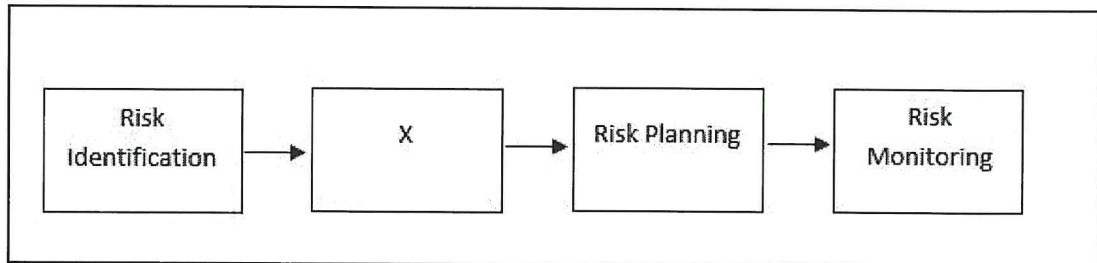 Risk
Identification
X
Risk Planning
Risk
Monitoring